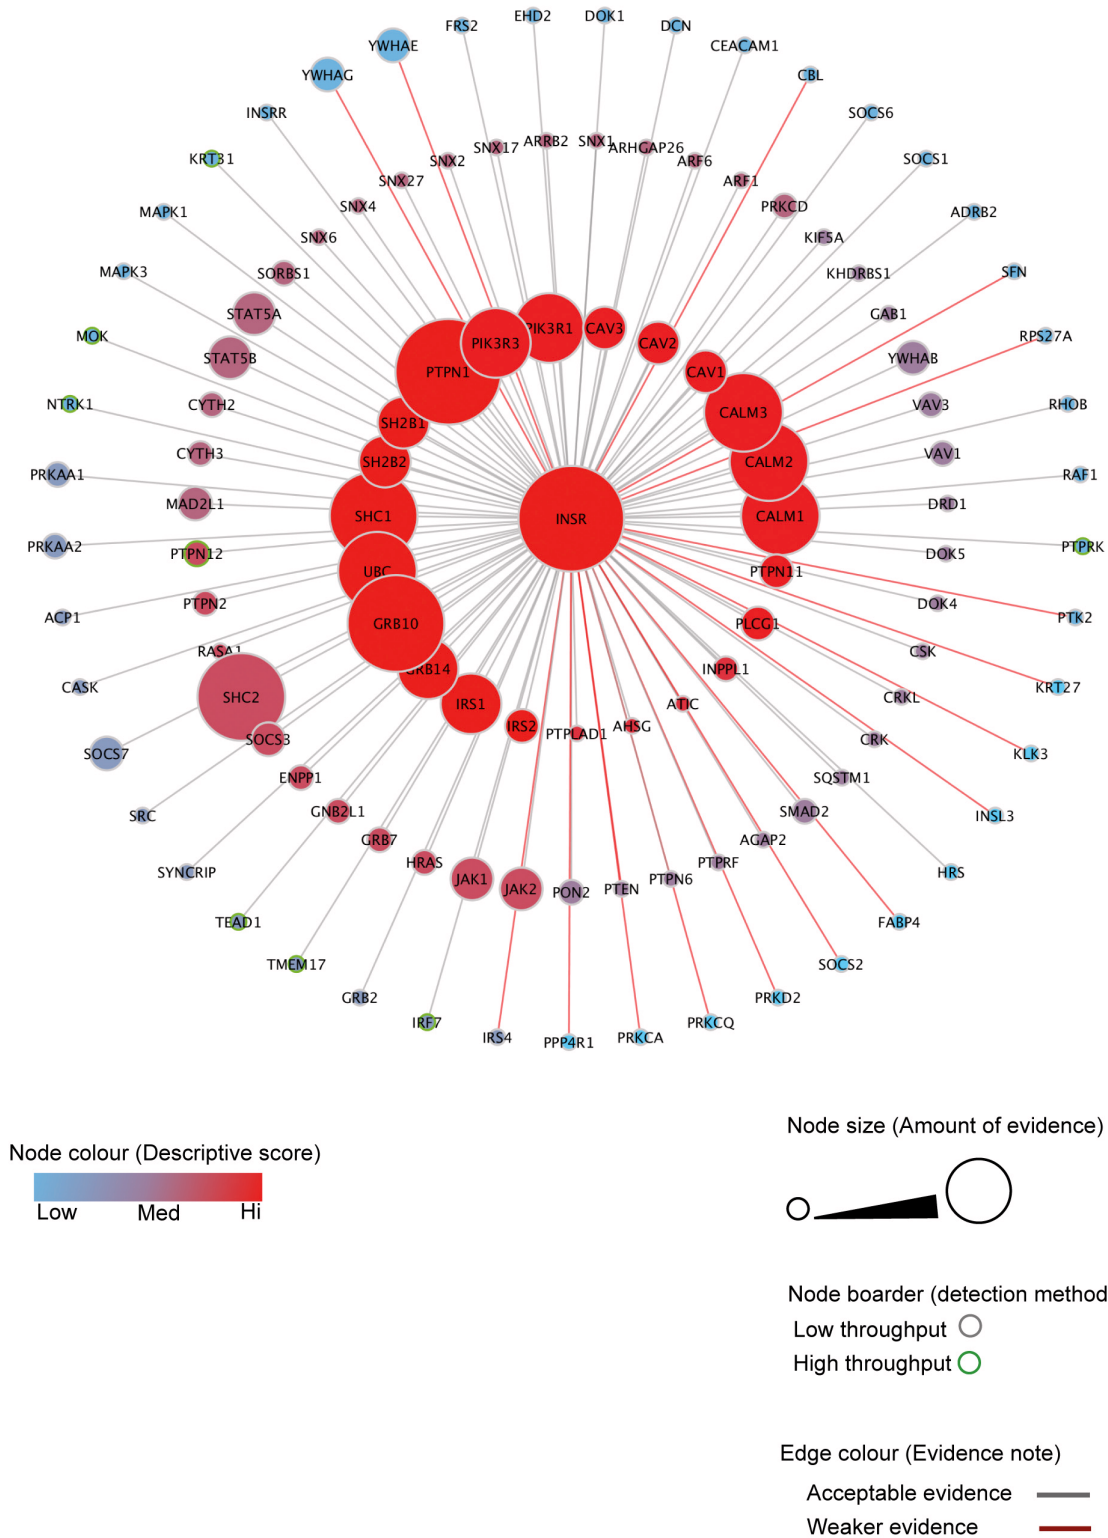 EHD2
DOK1
FRS2
DCN
YWHAE
CEACAM1
YWHAG
CBL
INSRR
SOCS6
SNX17
ARRB2
SNX1
ARHGAP26
KRT31
SNX2
ARF6
SOCS1
SNX27
ARF1
MAPK1
SNX4
PRKCD
ADRB2
SNX6
KIF5A
MAPK3
SORBS1
KHDRBS1
SFN
STAT5A
GAB1
MOK
PIK3R1
CAV3
RPS27A
PIK3R3
CAV2
STAT5B
YWHAB
PTPN1
CAV1
NTRK1
CYTH2
VAV3
RHOB
CALM3
SH2B1
CYTH3
VAV1
SH2B2
CALM2
PRKAA1
RAF1
MAD2L1
DRD1
SHC1
INSR
CALM1
PRKAA2
PTPN12
DOK5
PTPRK
UBC
PTPN11
PTPN2
DOK4
ACP1
PTK2
GRB10
PLCG1
RASA1
CSK
CASK
GRB14
INPPL1
KRT27
SHC2
CRKL
IRS1
ATIC
IRS2
AHSG
PTPLAD1
SOCS3
CRK
SOCS7
KLK3
ENPP1
SQSTM1
GNB2L1
SMAD2
SRC
INSL3
GRB7
AGAP2
HRAS
PTPRF
SYNCRIP
HRS
JAK1
JAK2
PON2
PTEN
PTPN6
TEAD1
FABP4
TMEM17
SOCS2
GRB2
PRKD2
IRF7
PRKCQ
IRS4
PPP4R1
PRKCA
Node size (Amount of evidence)
Node colour (Descriptive score)
Low Med Hi
Node boarder (detection method
Low throughput
High throughput
Edge colour (Evidence note)
Acceptable evidence
Weaker evidence